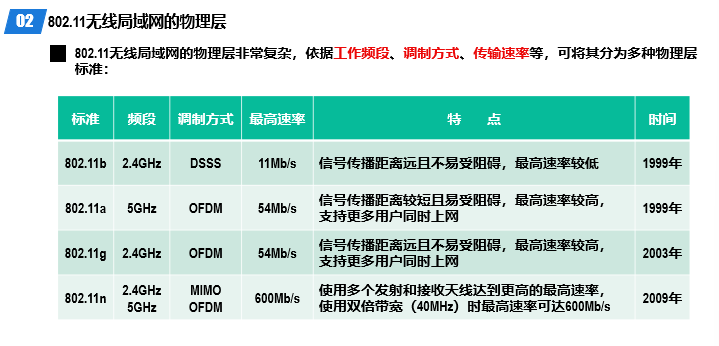 02 802.11无线局域网的物理层
802.11无线局域网的物理层非常复杂，依据工作频段、调制方式、传输速率等，可将其分为多种物理层
标准：
标准 频段 调制方式 最高速率 特 点 时间
802.11b 2.4GHz DSSS 11Mb/s 信号传播距离远且不易受阻碍，最高速率较低 1999年
802.11a 5GHz OFDM 54Mb/s 信号传播距离较短且易受阻碍，最高速率较高，
支持更多用户同时上网 1999年
802.11g 2.4GHz OFDM 54Mb/s 信号传播距离远且不易受阻碍，最高速率较高，
支持更多用户同时上网 2003年
802.11n 2.4GHz MIMO 600Mb/s 使用多个发射和接收天线达到更高的最高速率，
5GHz OFDM 使用双倍带宽（40MHz）时最高速率可达600Mb/s 2009年